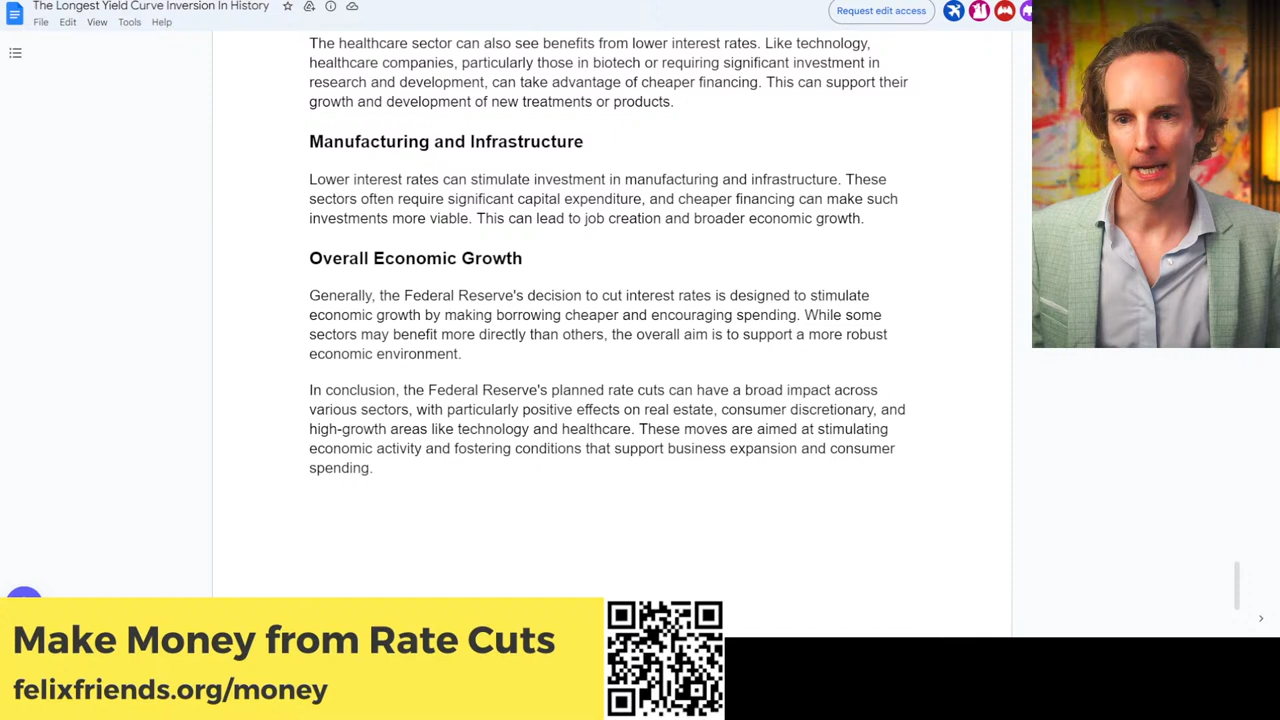 The Longest Yield Curve Inversion In History
File Edit View Tools Help
Request edit access
The healthcare sector can also see benefits from lower interest rates. Like technology,
healthcare companies, particularly those in biotech or requiring significant investment in
research and development, can take advantage of cheaper financing. This can support their
growth and development of new treatments or products.
Manufacturing and Infrastructure
Lower interest rates can stimulate investment in manufacturing and infrastructure. These
sectors often require significant capital expenditure, and cheaper financing can make such
investments more viable. This can lead to job creation and broader economic growth.
Overall Economic Growth
Generally, the Federal Reserve's decision to cut interest rates is designed to stimulate
economic growth by making borrowing cheaper and encouraging spending. While some
sectors may benefit more directly than others, the overall aim is to support a more robust
economic environment.
In conclusion, the Federal Reserve's planned rate cuts can have a broad impact across
various sectors, with particularly positive effects on real estate, consumer discretionary, and
high-growth areas like technology and healthcare. These moves are aimed at stimulating
economic activity and fostering conditions that support business expansion and consumer
spending.
Make Money from Rate Cuts
felixfriends.org/money